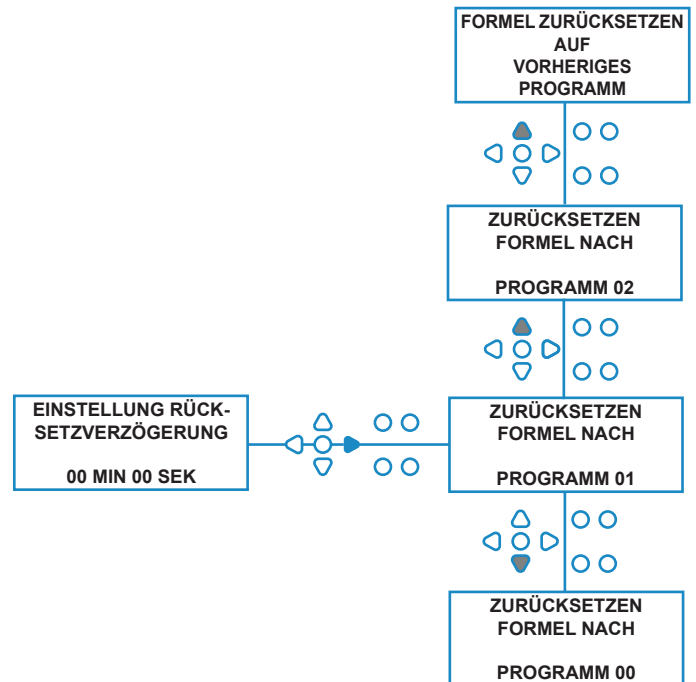 FORMEL ZURÜCKSETZEN
AUF
VORHERIGES
PROGRAMM
ZURÜCKSETZEN
FORMEL NACH
PROGRAMM 02
EINSTELLUNG RÜCK-
SETZVERZÖGERUNG
00 MIN 00 SEK
ZURÜCKSETZEN
FORMEL NACH
PROGRAMM 01
ZURÜCKSETZEN
FORMEL NACH
PROGRAMM 00